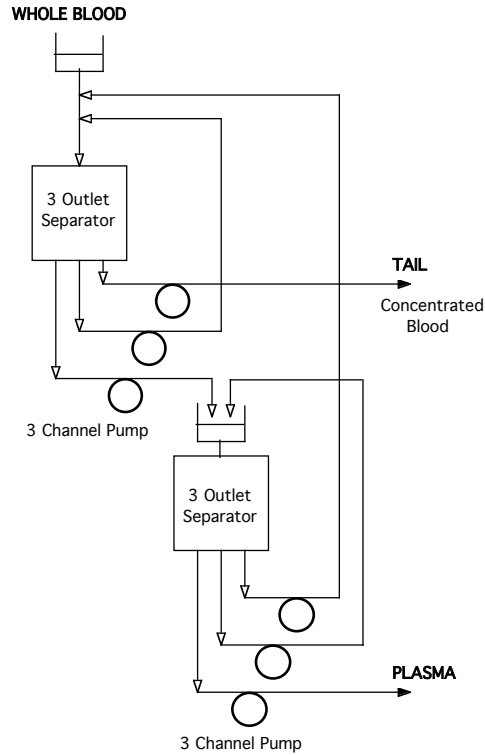 WHOLE BLOOD
3 Outlet
Separator
TAIL
Concentrated
Blood
3 Channel Pump
3 Outlet
Separator
PLASMA
3 Channel Pump